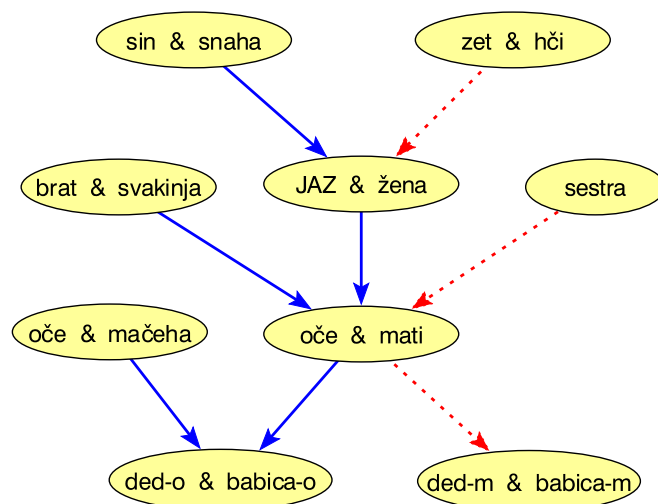 sin & snaha
zet & hči
brat & svakinja
JAZ & žena
sestra
oče & mačeha
oče & mati
ded-o & babica-o
ded-m & babica-m